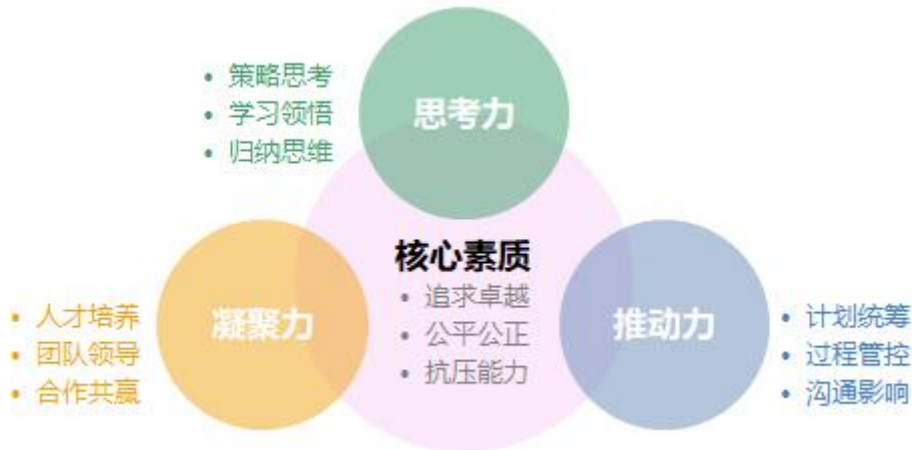 • 策略思考
• 学习领悟
• 归纳思维
思考力
核心素质
• 追求卓越
• 公平公正
• 抗压能力
• 人才培养
• 团队领导
• 合作共赢
凝聚力
推动力
• 计划统筹
• 过程管控
• 沟通影响